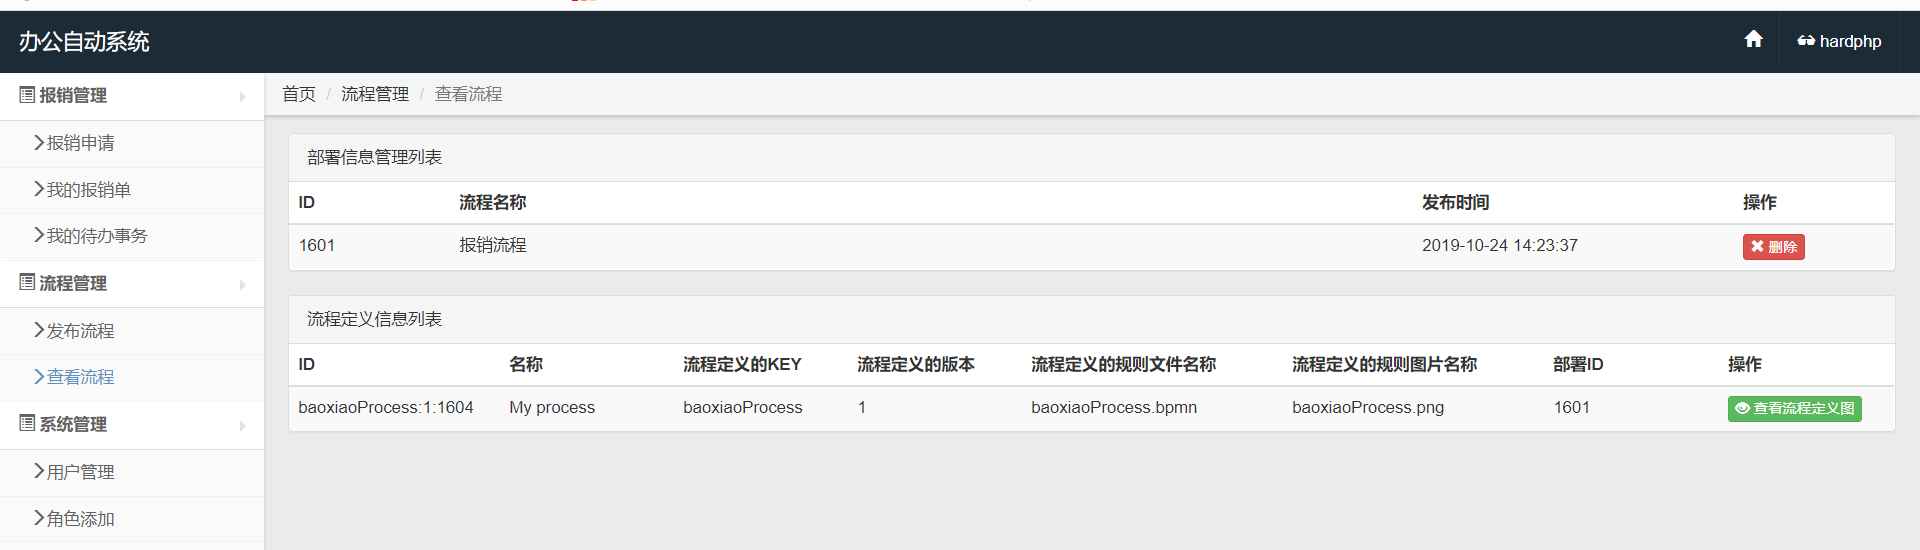 办公自动系统
hardphp
报销管理
报销申请
我的报销单
我的待办事务
流程管理
发布流程
查看流程
系统管理
用户管理
角色添加
首页 / 流程管理 / 查看流程
部署信息管理列表
ID 流程名称 发布时间 操作
1601 报销流程 2019-10-24 14:23:37 删除
流程定义信息列表
ID 名称 流程定义的KEY 流程定义的版本 流程定义的规则文件名称 流程定义的规则图片名称 部署ID 操作
baoxiaoProcess:1:1604 My process baoxiaoProcess 1 baoxiaoProcess.bpmn baoxiaoProcess.png 1601 查看流程定义图